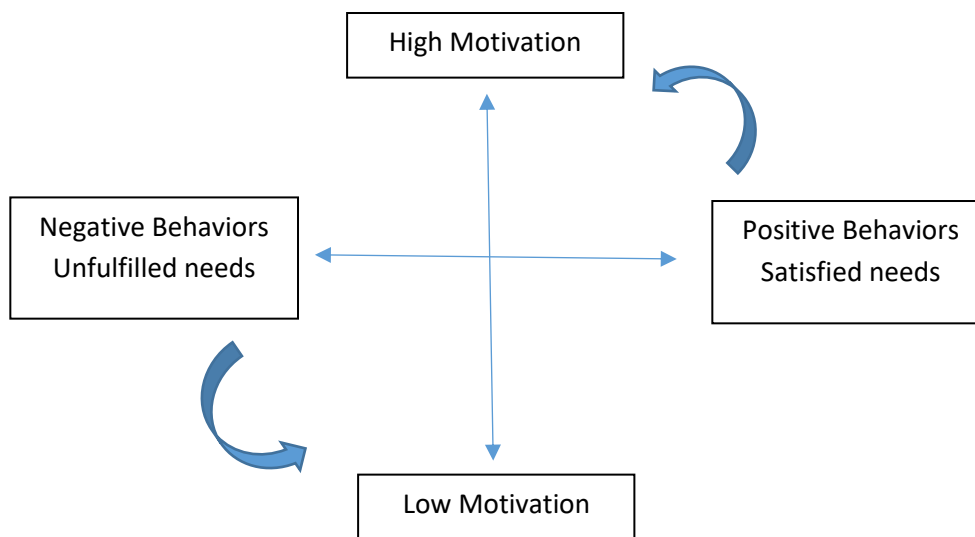 High Motivation
Negative Behaviors
Unfulfilled needs
Positive Behaviors
Satisfied needs
Low Motivation